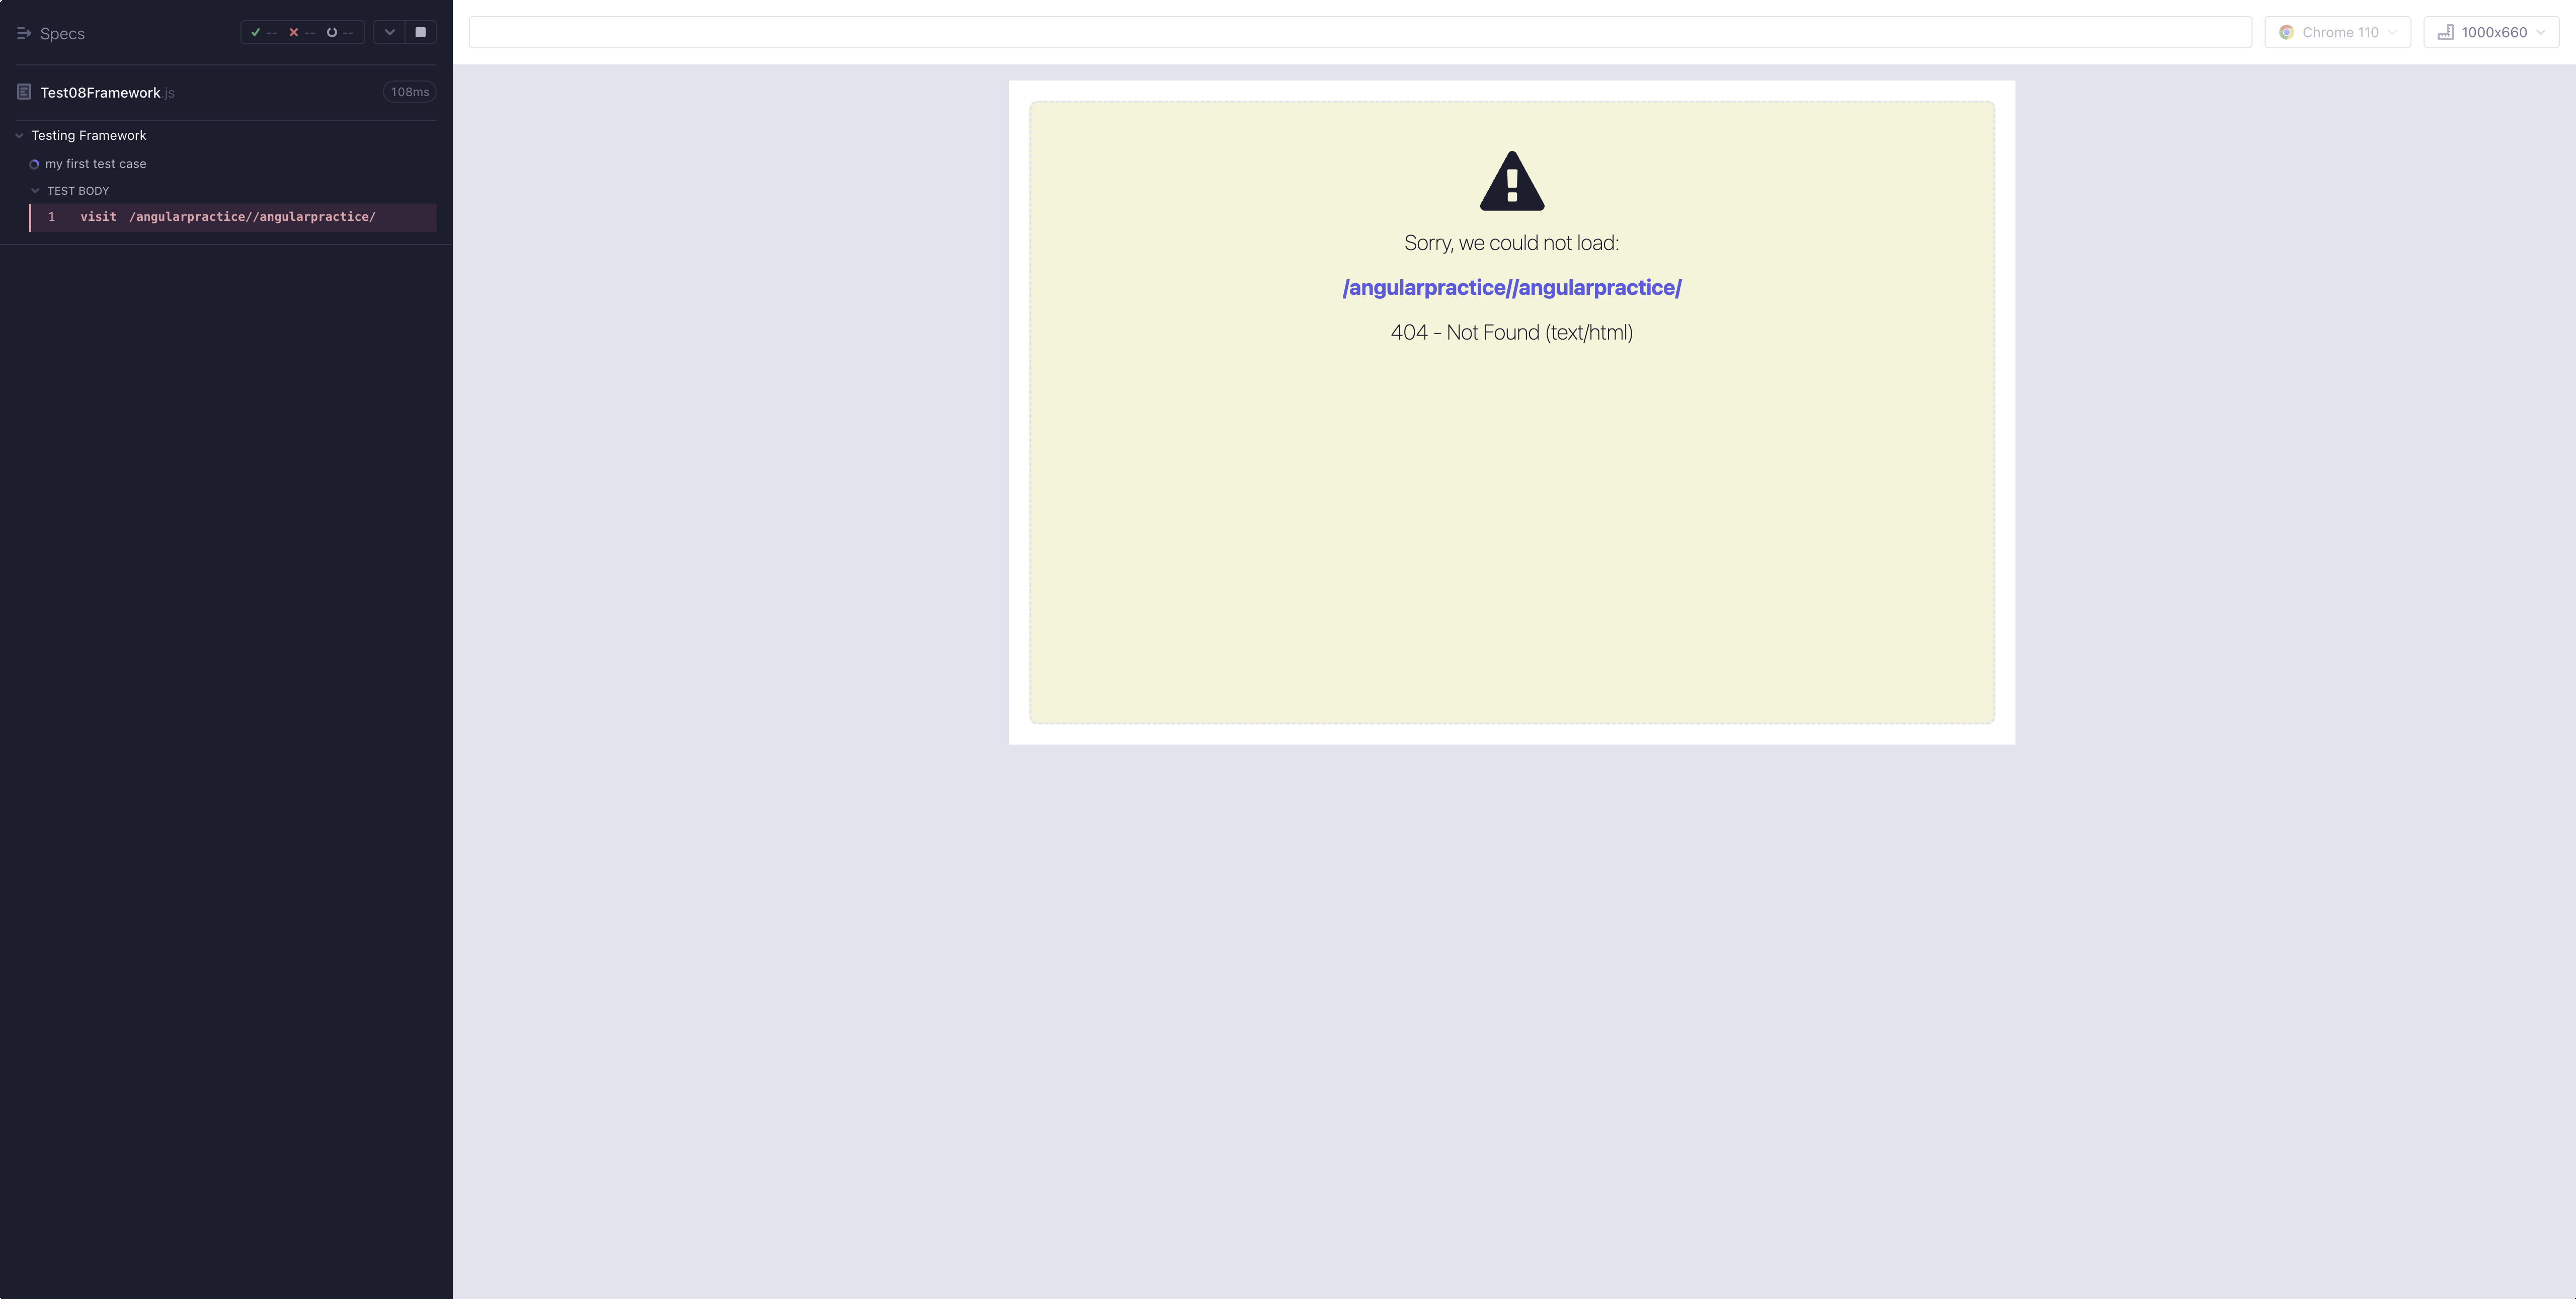 Specs
-- -- --
Test08Framework.js
108ms
Testing Framework
my first test case
TEST BODY
1 visit /angularpractice//angularpractice/
Chrome 110
1000x660
Sorry, we could not load:
/angularpractice//angularpractice/
404 - Not Found (text/html)